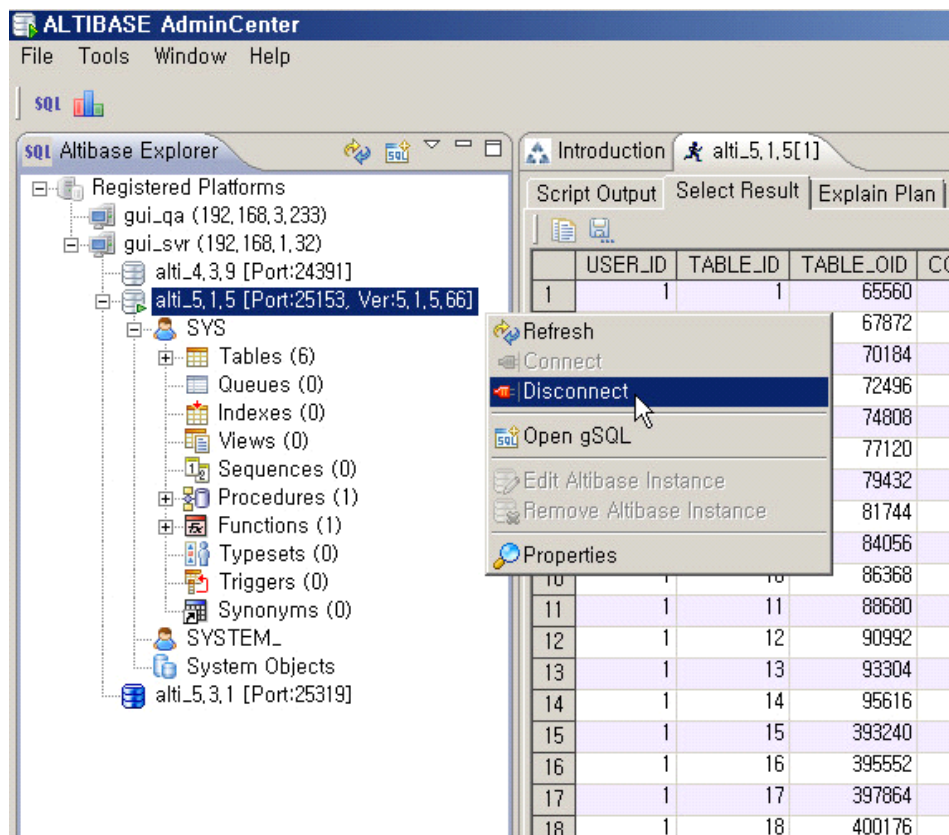 ALTIBASE AdminCenter
File Tools Window Help
SQL
SQL Altibase Explorer
Registered Platforms
gui_qa (192,168,3,233)
gui_svr (192,168,1,32)
alti_4,3,9 [Port:24391]
alti_5,1,5 [Port:25153, Ver:5,1,5,66]
SYS
Tables (6)
Queues (0)
Indexes (0)
Views (0)
Sequences (0)
Procedures (1)
Functions (1)
Typesets (0)
Triggers (0)
Synonyms (0)
SYSTEM_
System Objects
alti_5,3,1 [Port:25319]
Introduction alti_5,1,5[1]
Script Output Select Result Explain Plan
USER_ID TABLE_ID TABLE_OID CO
1 1 1 65560
67872
70184
72496
74808
77120
79432
81744
84056
10 1 10 86368
11 1 11 88680
12 1 12 90992
13 1 13 93304
14 1 14 95616
15 1 15 393240
16 1 16 395552
17 1 17 397864
18 1 18 400176
Refresh
Connect
Disconnect
Open gSQL
Edit Altibase Instance
Remove Altibase Instance
Properties